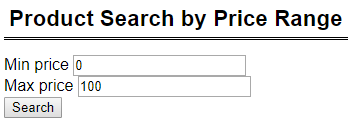 Product Search by Price Range
Min price 0
Max price 100
Search